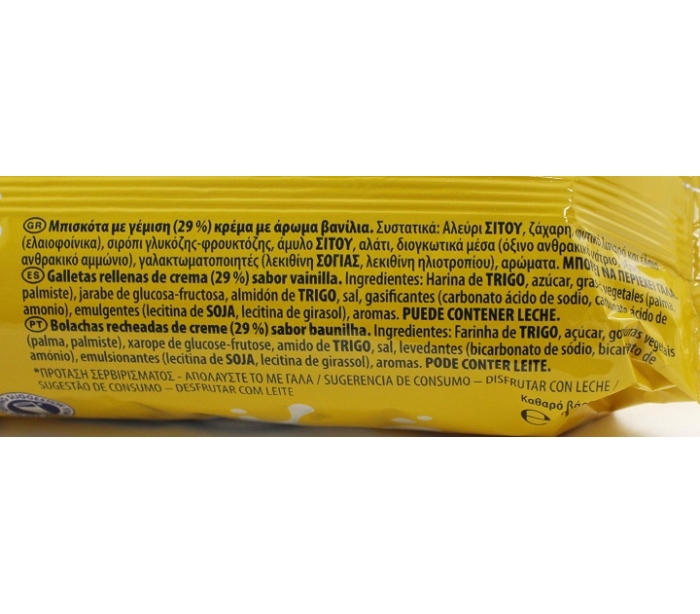 GR Μπισκότα με γέμιση (29 %) κρέμα με άρωμα βανίλια. Συστατικά: Αλεύρι ΣΙΤΟΥ, ζάχαρη, φυτικό λιπαρό και έλαιο
(ελαιοφοίνικα), σιρόπι γλυκόζης-φρουκτόζης, άμυλο ΣΙΤΟΥ, αλάτι, διογκωτικά μέσα (όξινο ανθρακικό νάτριο
ανθρακικό αμμώνιο), γαλακτωματοποιητές (λεκιθίνη ΣΟΓΙΑΣ, λεκιθίνη ηλιοτροπίου), αρώματα. ΜΠΟΡΕΙ ΝΑ ΠΕΡΙΕΧΕΙ ΓΑΛΑ.
ES Galletas rellenas de crema (29 %) sabor vainilla. Ingredientes: Harina de TRIGO, azúcar, grasas vegetales (palma,
palmiste), jarabe de glucosa-fructosa, almidón de TRIGO, sal, gasificantes (carbonato ácido de sodio, carbonato ácido de
amonio), emulgentes (lecitina de SOJA, lecitina de girasol), aromas. PUEDE CONTENER LECHE.
PT Bolachas recheadas de creme (29 %) sabor baunilha. Ingredientes: Farinha de TRIGO, açúcar, gorduras vegetais
(palma, palmiste), xarope de glucose-frutose, amido de TRIGO, sal, levedantes (bicarbonato de sódio, bicarbonato de
amónio), emulsionantes (lecitina de SOJA, lecitina de girassol), aromas. PODE CONTER LEITE.
*ΠΡΟΤΑΣΗ ΣΕΡΒΙΡΙΣΜΑΤΟΣ - ΑΠΟΛΑΥΣΤΕ ΤΟ ΜΕ ΓΑΛΑ / SUGERENCIA DE CONSUMO – DISFRUTAR CON LECHE /
SUGESTÃO DE CONSUMO – DESFRUTAR COM LEITE
Καθαρό
e